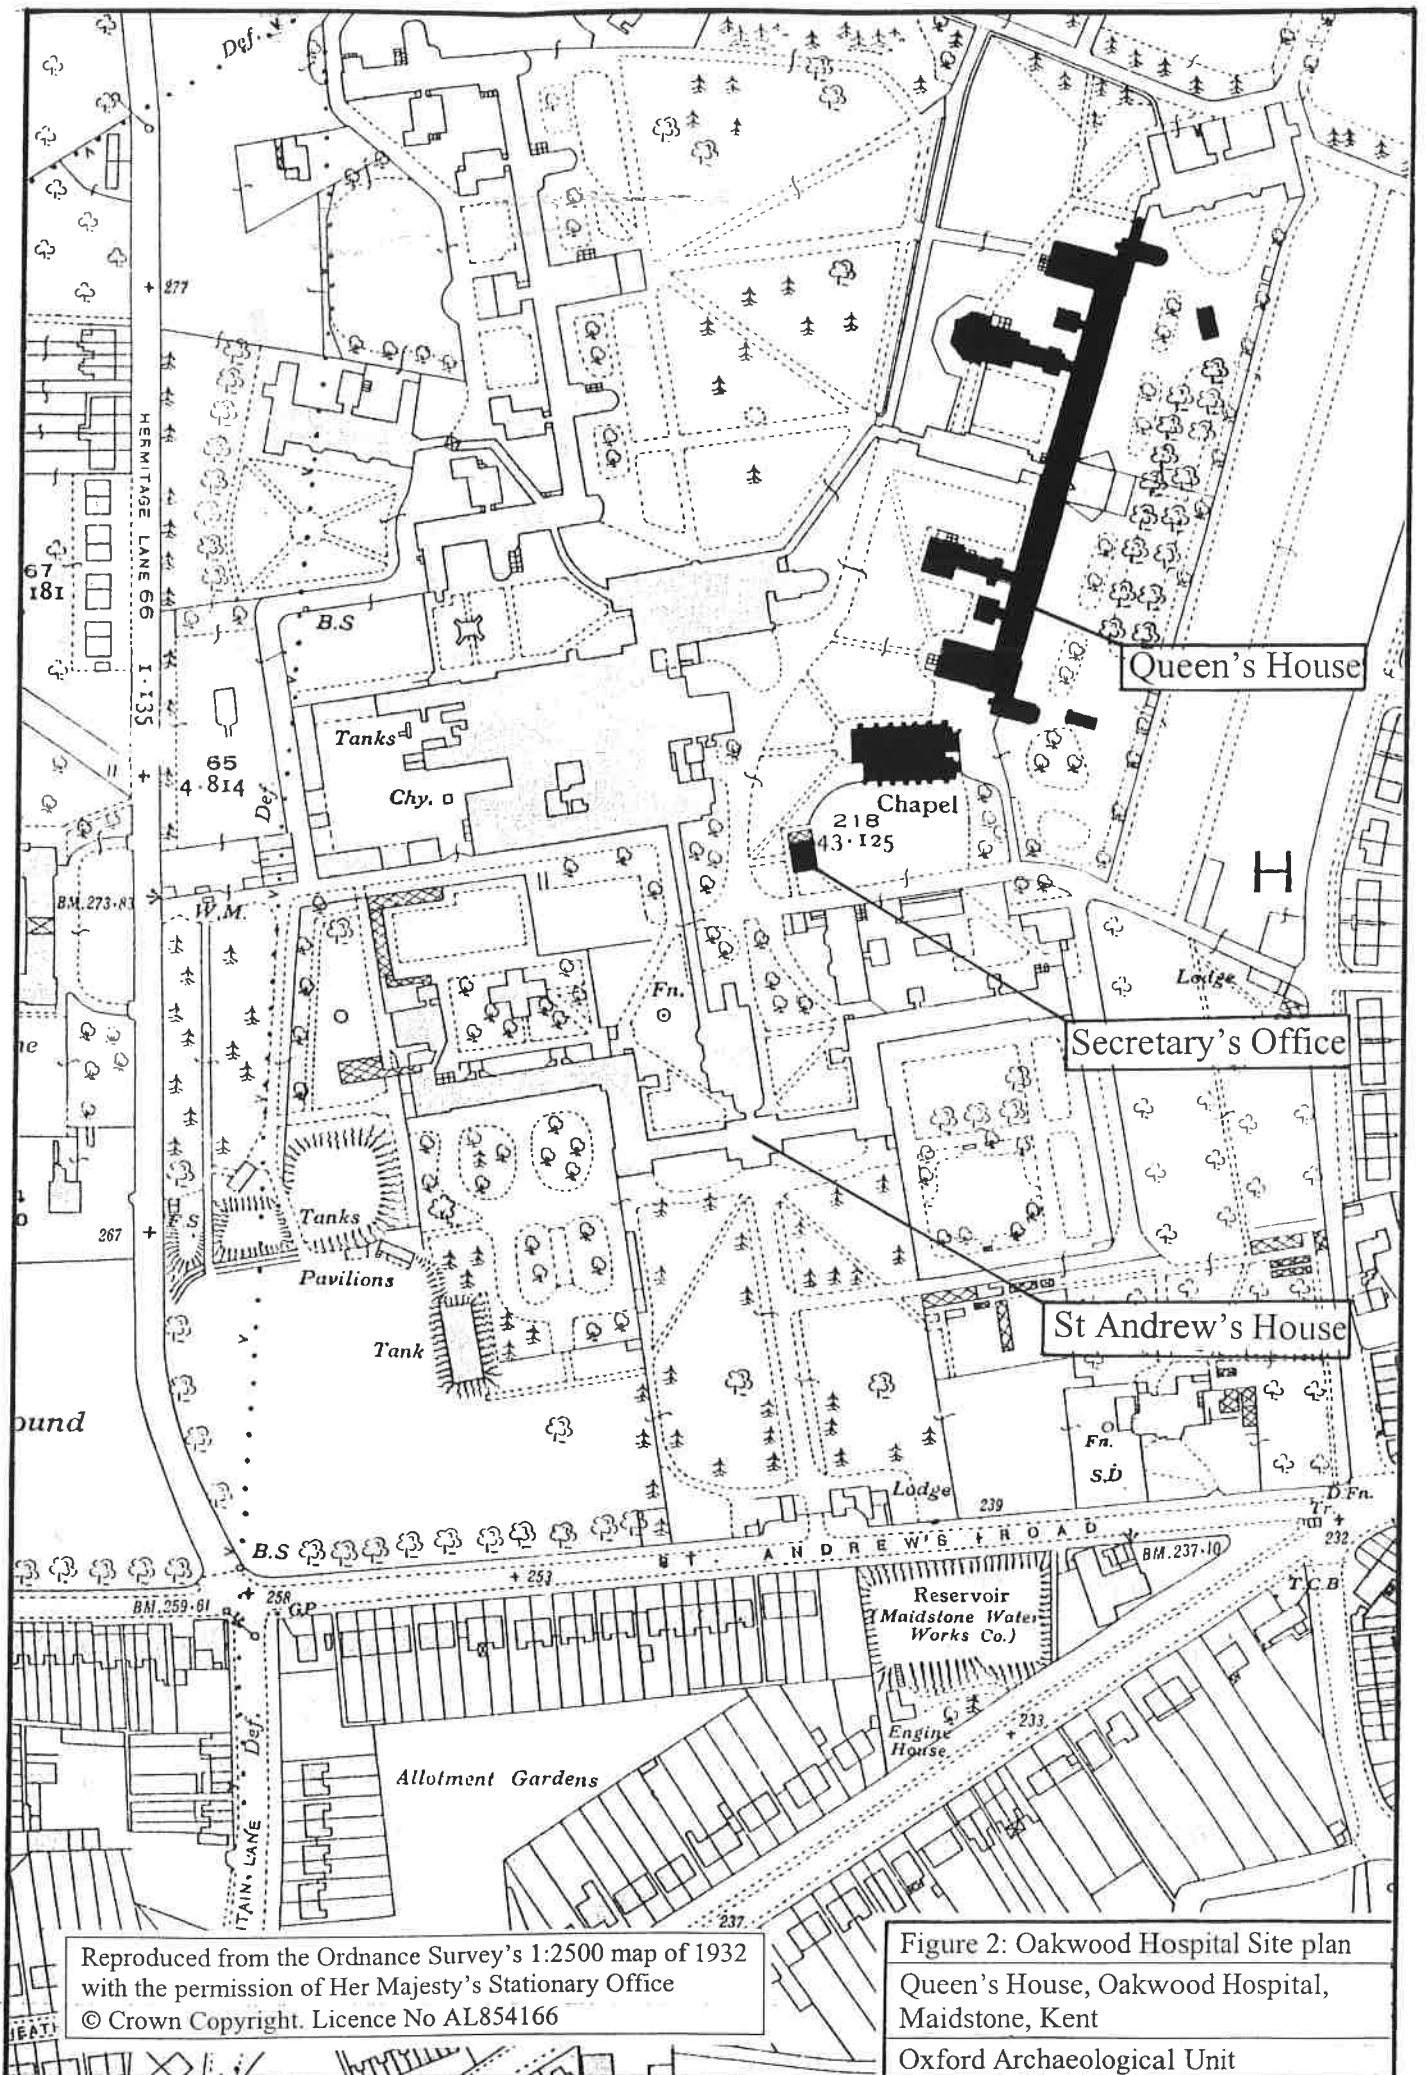 Def.
277
HERMITAGE LANE 66
1·135
67
181
B.S
Queen's House
Tanks
65
4·814
Chy.
Def.
Chapel
218
43·125
H
BM.273·83
W.M.
Fn.
Lodge
Secretary's Office
F.S.
267
Tanks
Pavilions
St Andrew's House
Tank
ound
Fn.
S.D
Lodge
239
D.Fn.
Tr.
232
B.S
ST. ANDREW'S ROAD
BM.237·10
253
258
BM.259·61
G.P
T.C.B
Reservoir
(Maidstone Water
Works Co.)
Engine
House
233
Def.
Allotment Gardens
ITAIN LANE
237
HEATH
Reproduced from the Ordnance Survey's 1:2500 map of 1932
with the permission of Her Majesty's Stationary Office
© Crown Copyright. Licence No AL854166
Figure 2: Oakwood Hospital Site plan
Queen's House, Oakwood Hospital,
Maidstone, Kent
Oxford Archaeological Unit